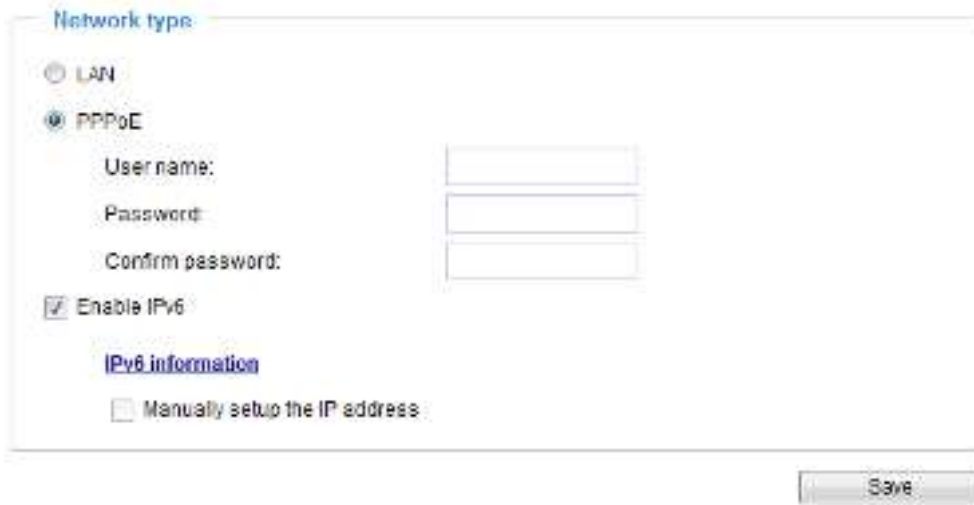 Network type
LAN
PPPoE
User name:
Password:
Confirm password:
Enable IPv6
IPv6 information
Manually setup the IP address
Save